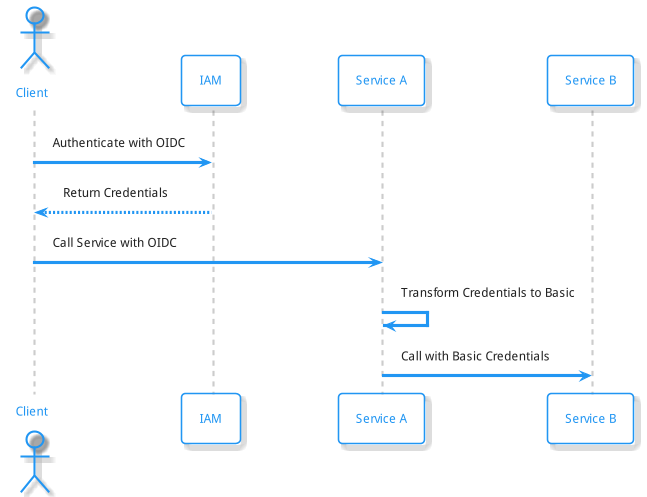 Client
IAM
Service A
Service B
Authenticate with OIDC
Return Credentials
Call Service with OIDC
Transform Credentials to Basic
Call with Basic Credentials
Client
IAM
Service A
Service B